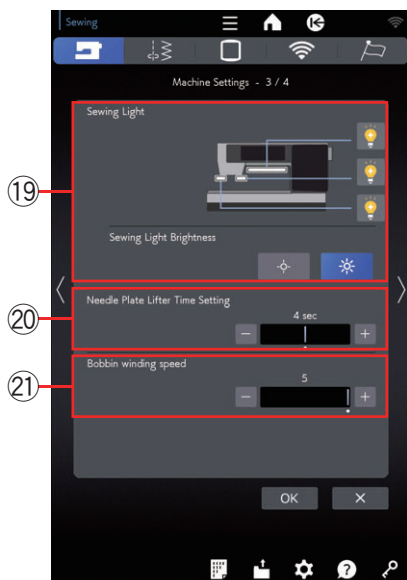 Sewing
Machine Settings - 3 / 4
Sewing Light
⑲
Sewing Light Brightness
Needle Plate Lifter Time Setting
⑳
4 sec
− +
Bobbin winding speed
㉑
5
− +
OK ×
?